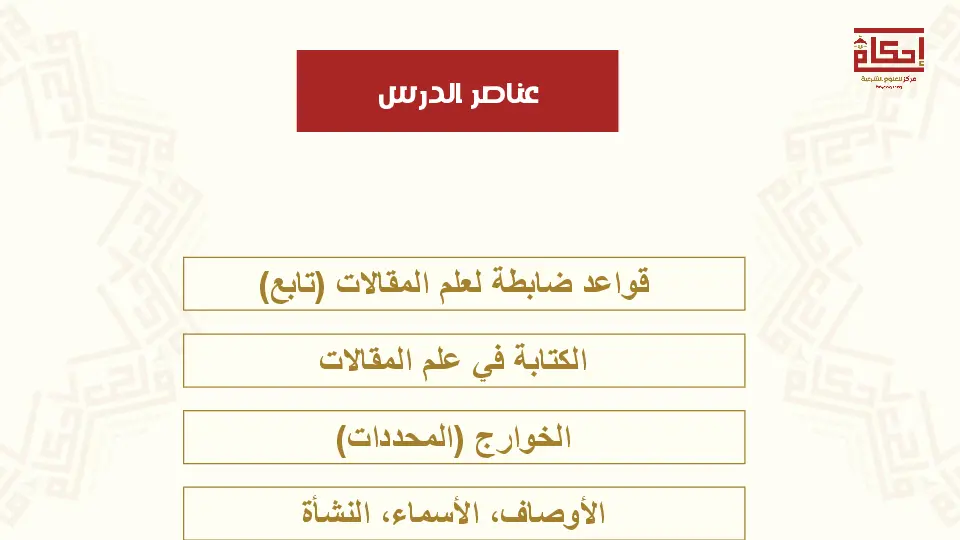 إحكام
مركز للعلوم الشرعية
عناصر الدرس
قواعد ضابطة لعلم المقالات (تابع)
الكتابة في علم المقالات
الخوارج (المحددات)
الأوصاف، الأسماء، النشأة